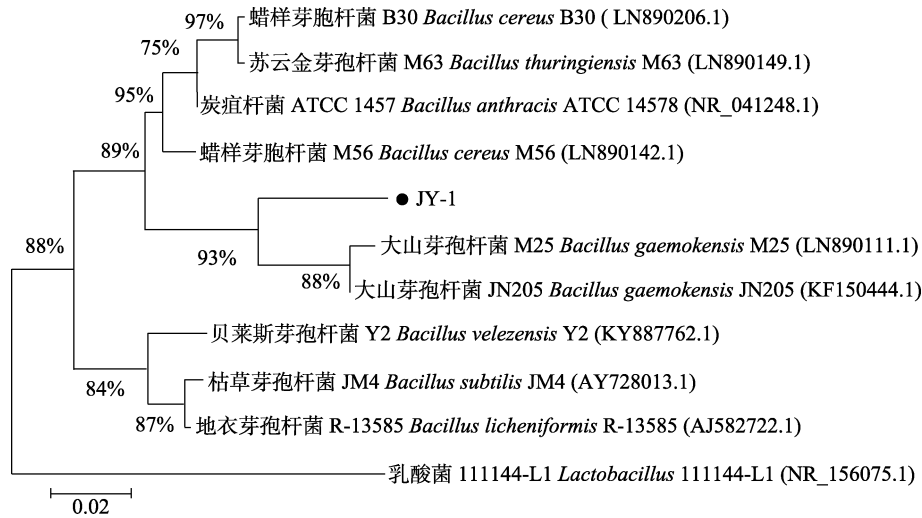 97%
蜡样芽胞杆菌 B30 Bacillus cereus B30 ( LN890206.1)
75%
苏云金芽孢杆菌 M63 Bacillus thuringiensis M63 (LN890149.1)
95%
炭疽杆菌 ATCC 1457 Bacillus anthracis ATCC 14578 (NR_041248.1)
89%
蜡样芽胞杆菌 M56 Bacillus cereus M56 (LN890142.1)
JY-1
88%
93%
大山芽孢杆菌 M25 Bacillus gaemokensis M25 (LN890111.1)
88%
大山芽孢杆菌 JN205 Bacillus gaemokensis JN205 (KF150444.1)
贝莱斯芽孢杆菌 Y2 Bacillus velezensis Y2 (KY887762.1)
84%
枯草芽孢杆菌 JM4 Bacillus subtilis JM4 (AY728013.1)
87%
地衣芽孢杆菌 R-13585 Bacillus licheniformis R-13585 (AJ582722.1)
乳酸菌 111144-L1 Lactobacillus 111144-L1 (NR_156075.1)
0.02